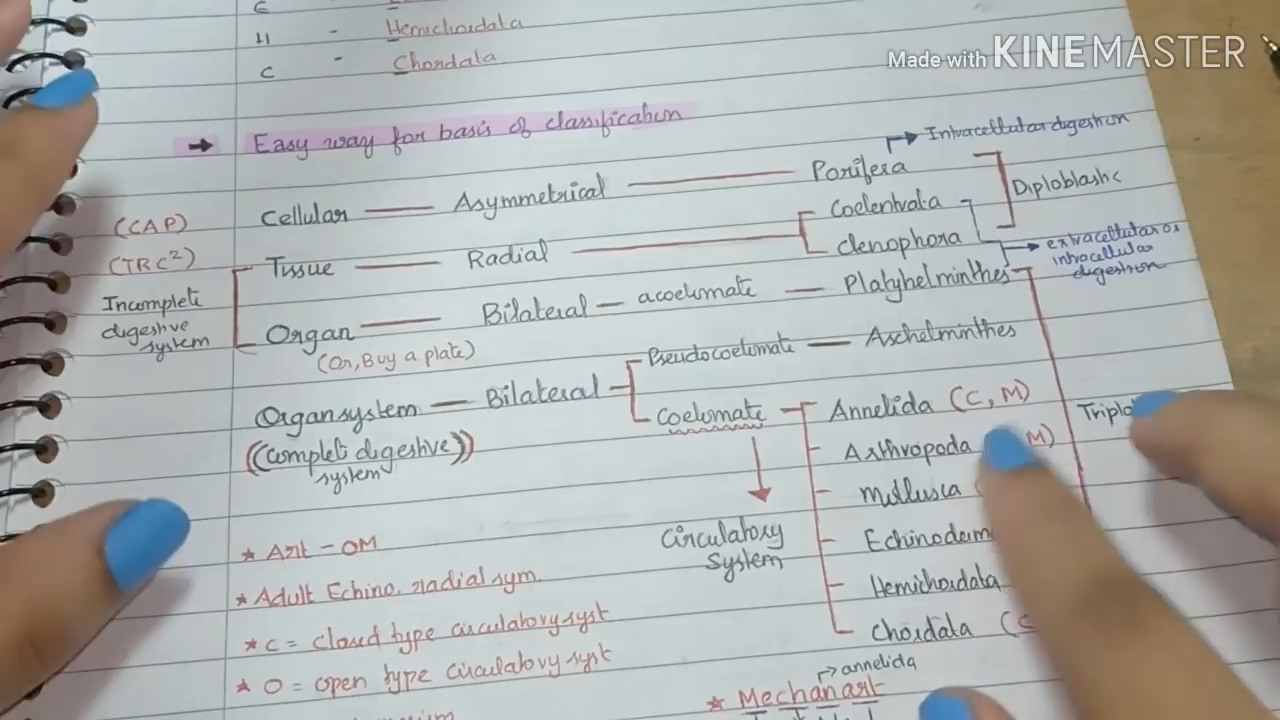 H - Hemichordata
C - Chordata
Made with KINEMASTER
→ Easy way for basis of classification
(CAP) Cellular — Asymmetrical — Porifera → Intracellular digestion
(TRC²) Tissue — Radial — Coelentrata
Ctenophora
Diploblastic
extracellular or
intracellular
digestion
Incomplete
digestive
system
Organ — Bilateral — acoelomate — Platyhelminthes
(Or, Buy a plate)
Organsystem — Bilateral
Pseudocoelomate — Aschelminthes
Coelomate
((complete digestive))
system
Circulatory
System
Annelida (C, M)
Arthropoda M)
Mollusca (
Echinoderm
Hemichordata
Chordata (C
Triplo
* Art - OM
* Adult Echino. radial sym.
* C = closed type circulatory syst
* O = open type circulatory syst
→ annelida
* Mechanart